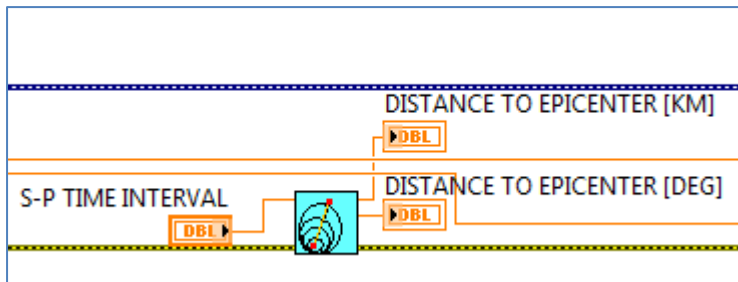 DISTANCE TO EPICENTER [KM]
DBL
S-P TIME INTERVAL
DISTANCE TO EPICENTER [DEG]
DBL
DBL